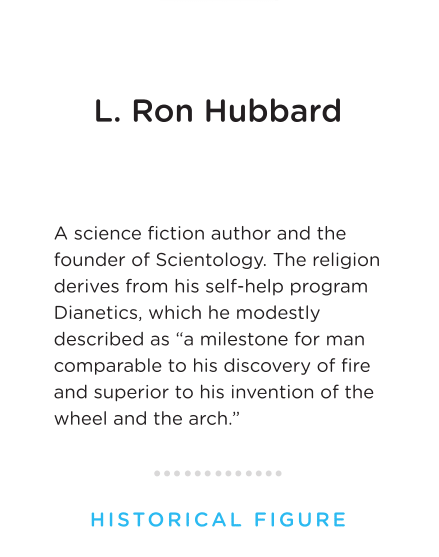 L. Ron Hubbard
A science fiction author and the
founder of Scientology. The religion
derives from his self-help program
Dianetics, which he modestly
described as “a milestone for man
comparable to his discovery of fire
and superior to his invention of the
wheel and the arch.”
HISTORICAL FIGURE